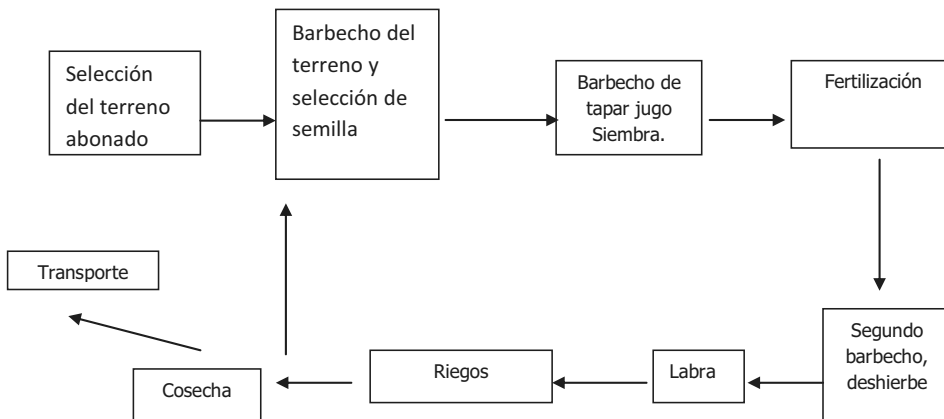 Selección
del terreno
abonado
Barbecho del
terreno y
selección de
semilla
Barbecho de
tapar jugo
Siembra.
Fertilización
Segundo
barbecho,
deshierbe
Labra
Riegos
Cosecha
Transporte